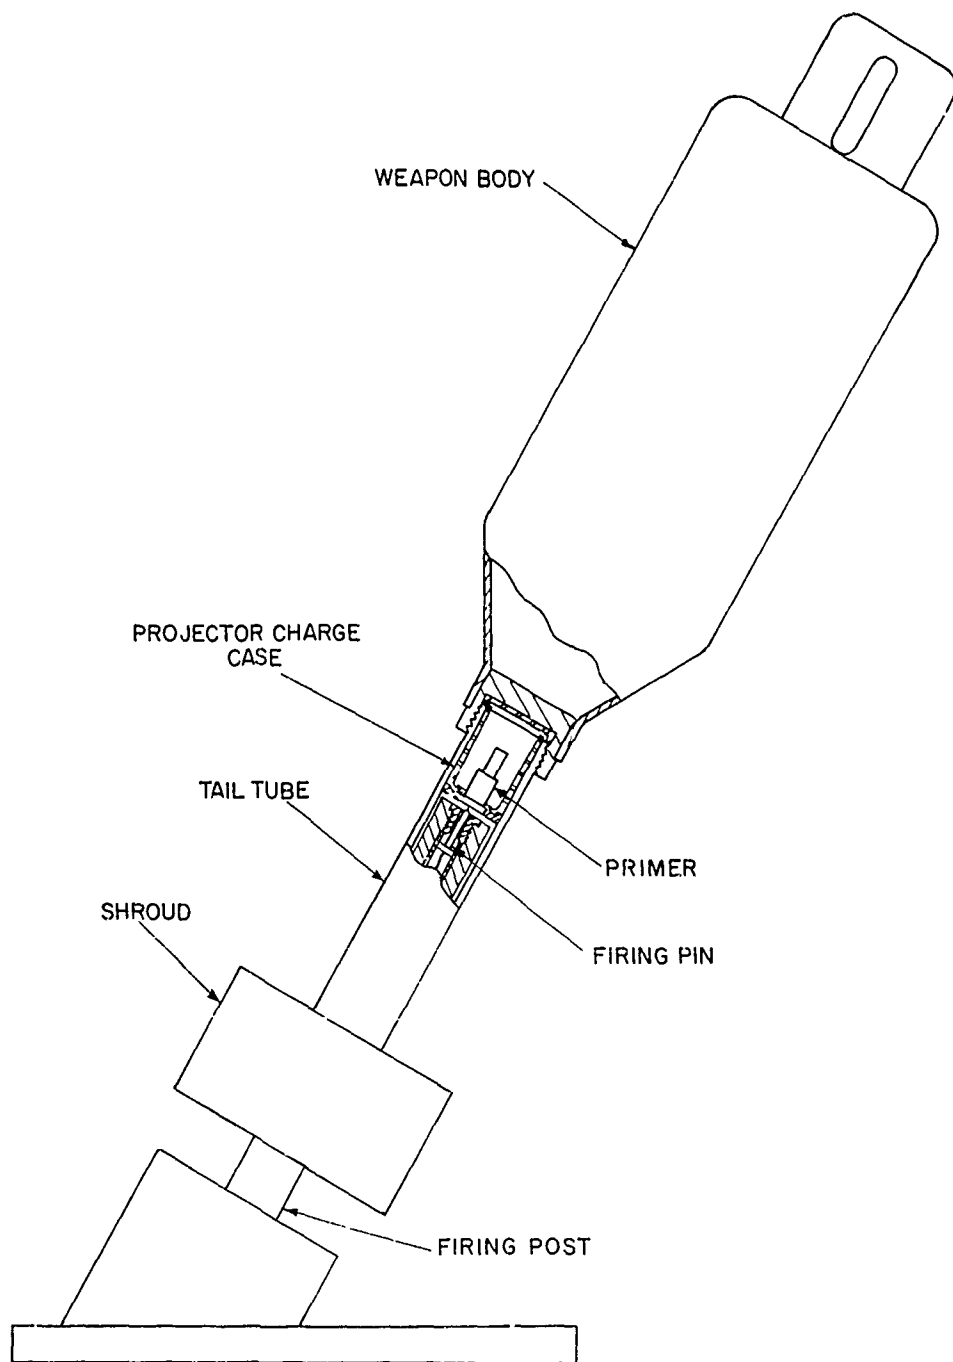 WEAPON BODY
PROJECTOR CHARGE
CASE
TAIL TUBE
PRIMER
SHROUD
FIRING PIN
FIRING POST